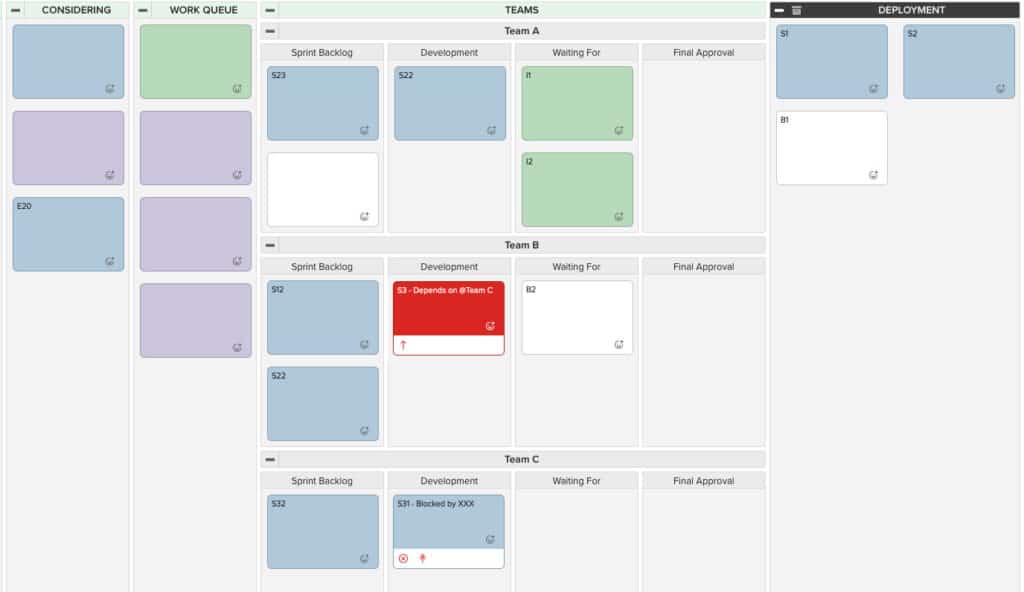 CONSIDERING
WORK QUEUE
TEAMS
DEPLOYMENT
E20
Team A
Sprint Backlog
Development
Waiting For
Final Approval
S23
S22
I1
I2
Team B
Sprint Backlog
Development
Waiting For
Final Approval
S12
S3 - Depends on @Team C
B2
S22
Team C
Sprint Backlog
Development
Waiting For
Final Approval
S32
S31 - Blocked by XXX
S1
S2
B1